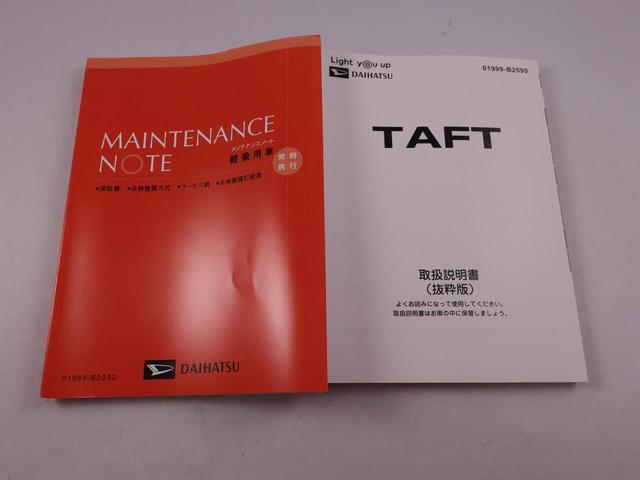 MAINTENANCE
NOTE
メンテナンスノート
軽乗用車
常時
携行
●保証書 ●点検整備方式 ●サービス網 ●点検整備記録簿
01989-B2032
DAIHATSU
Light you up
DAIHATSU
01999-B2590
TAFT
取扱説明書
（抜粋版）
よくお読みになって使用してください。
取扱説明書はお車の中に保管しましょう。